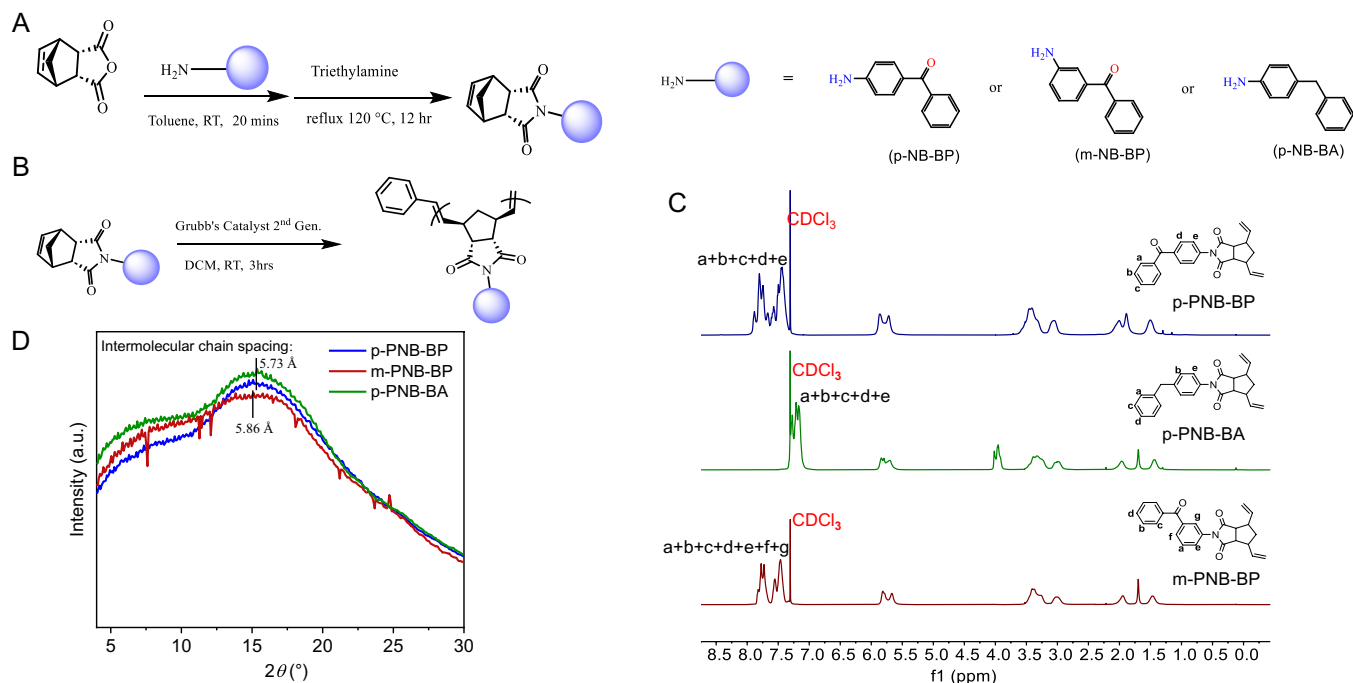 A
O
O
O
H₂N
Toluene, RT, 20 mins
Triethylamine
reflux 120 °C, 12 hr
O
N
O
H₂N
=
H₂N
O
(p-NB-BP)
or
H₂N
O
(m-NB-BP)
or
H₂N
(p-NB-BA)
B
O
N
O
Grubb's Catalyst 2nd Gen.
DCM, RT, 3hrs
O
N
O
C
CDCl₃
a+b+c+d+e
O
a
b
c
d
e
N
O
O
p-PNB-BP
CDCl₃
a+b+c+d+e
a
c
d
b
e
N
O
O
p-PNB-BA
CDCl₃
a+b+c+d+e+f+g
O
d
b
c
g
f
a
e
N
O
O
m-PNB-BP
8.5 8.0 7.5 7.0 6.5 6.0 5.5 5.0 4.5 4.0 3.5 3.0 2.5 2.0 1.5 1.0 0.5 0.0
f1 (ppm)
D
Intermolecular chain spacing:
5.73 Å
5.86 Å
p-PNB-BP
m-PNB-BP
p-PNB-BA
Intensity (a.u.)
5 10 15 20 25 30
2θ (°)